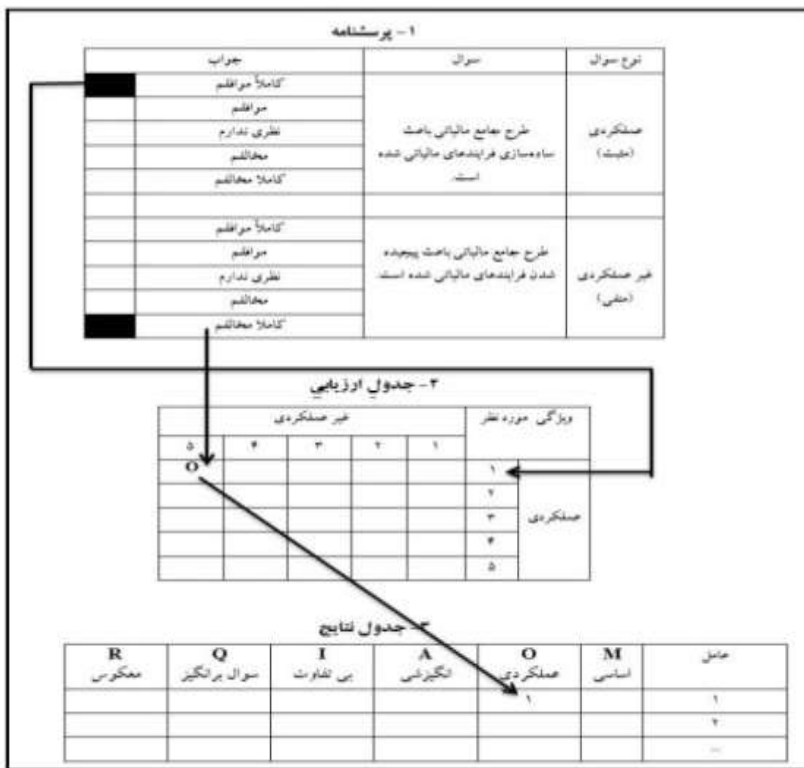 ۱- پرسشنامه
نوع سوال سوال جواب
عملکردی
(مثبت)
طرح جامع مالیاتی باعث
ساده‌سازی فرایندهای مالیاتی شده
است.
کاملاً موافقم
موافقم
نظری ندارم
مخالفم
کاملا مخالفم
غیر عملکردی
(منفی)
طرح جامع مالیاتی باعث پیچیده
شدن فرایندهای مالیاتی شده است.
کاملاً موافقم
موافقم
نظری ندارم
مخالفم
کاملا مخالفم
۲- جدول ارزیابی
ویژگی مورد نظر غیر عملکردی
۱ ۲ ۳ ۴ ۵
عملکردی ۱ O
۲
۳
۴
۵
۳- جدول نتایج
عامل M O A I Q R
اساسی عملکردی انگیزشی بی تفاوت سوال برانگیز معکوس
۱ ۱
۲
...